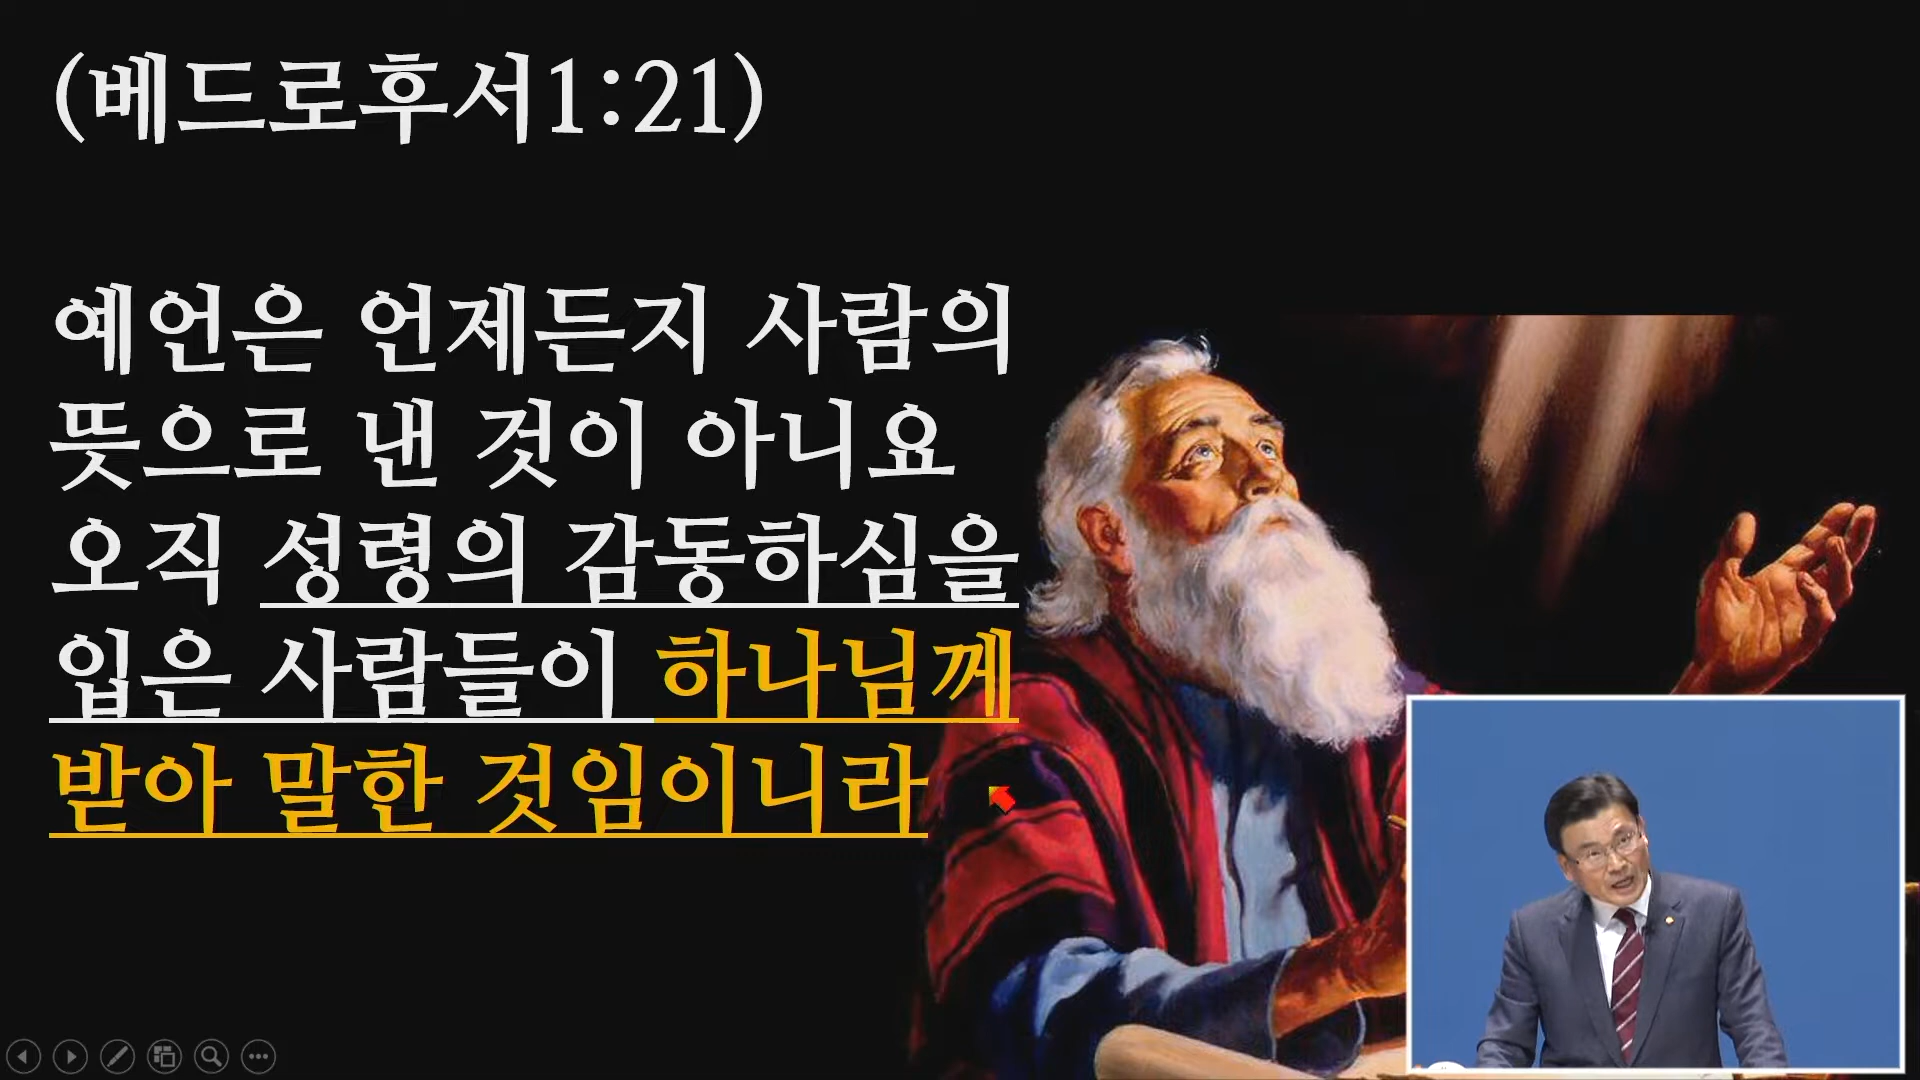 (베드로후서1:21)
예언은 언제든지 사람의
뜻으로 낸 것이 아니요
오직 성령의 감동하심을
입은 사람들이 하나님께
받아 말한 것임이니라